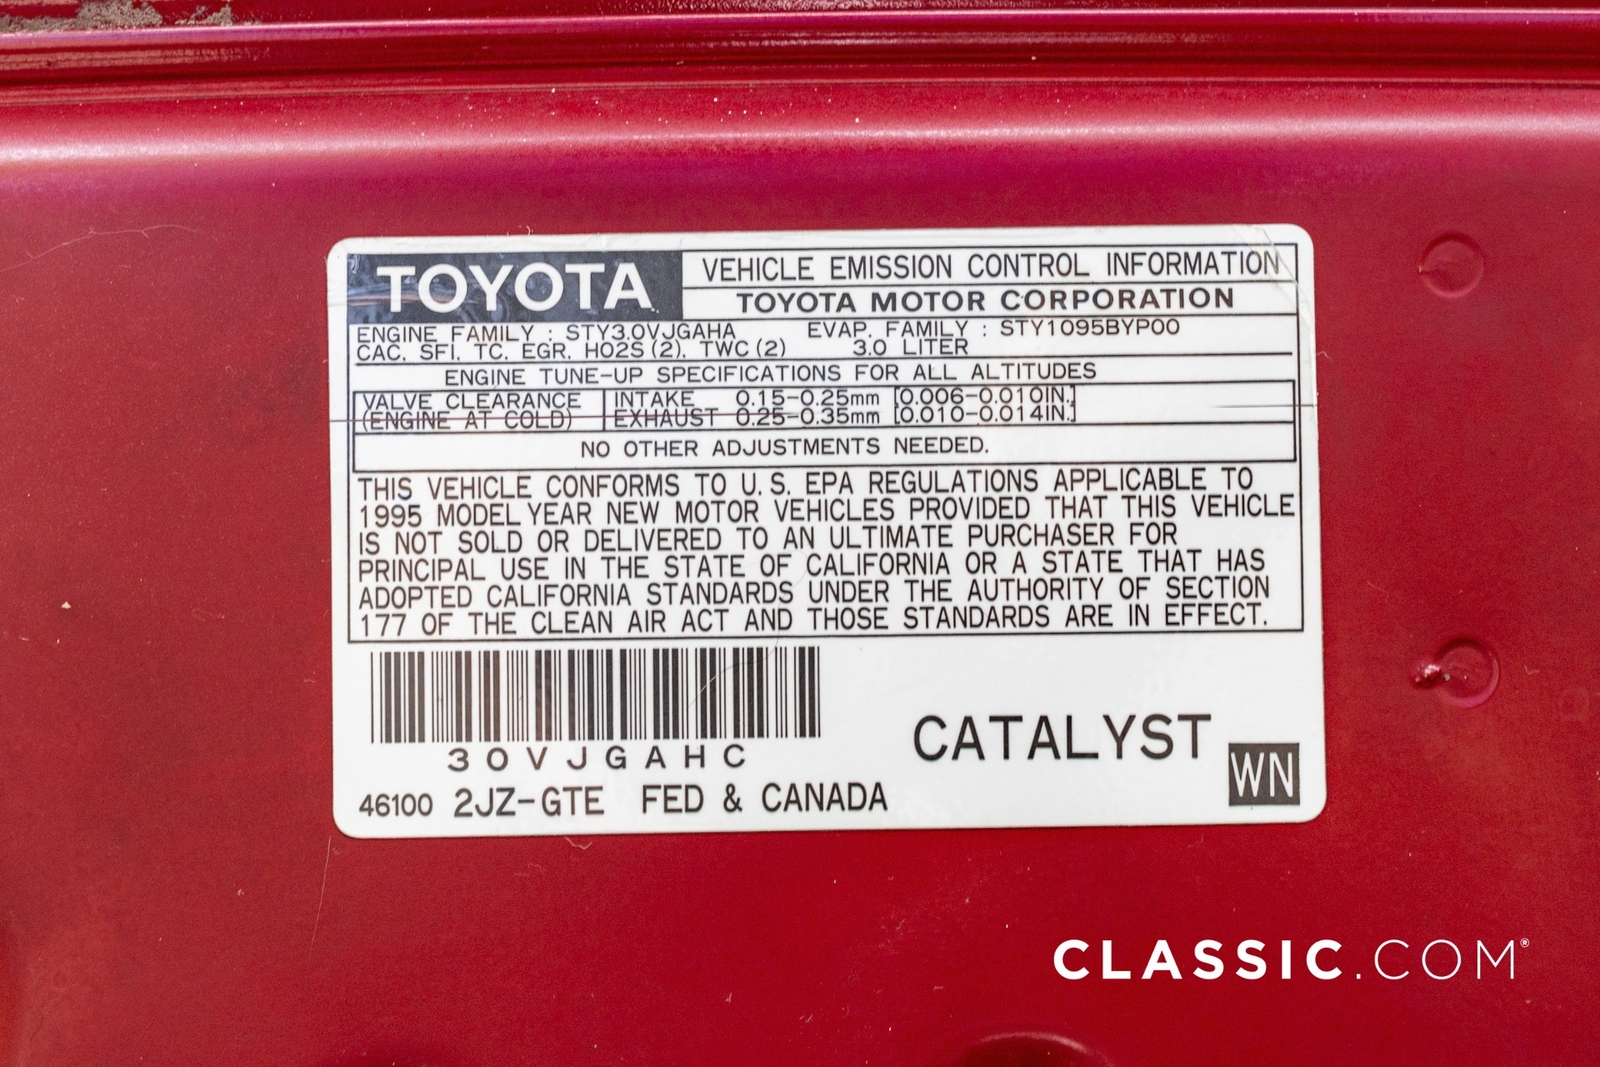 TOYOTA
VEHICLE EMISSION CONTROL INFORMATION
TOYOTA MOTOR CORPORATION
ENGINE FAMILY : STY3.0VJGAHA EVAP. FAMILY : STY1095BYP00
CAC. SFI. TC. EGR. HO2S (2). TWC (2) 3.0 LITER
ENGINE TUNE-UP SPECIFICATIONS FOR ALL ALTITUDES
VALVE CLEARANCE INTAKE 0.15-0.25mm [0.006-0.010IN.]
(ENGINE AT COLD) EXHAUST 0.25-0.35mm [0.010-0.014IN.]
NO OTHER ADJUSTMENTS NEEDED.
THIS VEHICLE CONFORMS TO U.S. EPA REGULATIONS APPLICABLE TO
1995 MODEL YEAR NEW MOTOR VEHICLES PROVIDED THAT THIS VEHICLE
IS NOT SOLD OR DELIVERED TO AN ULTIMATE PURCHASER FOR
PRINCIPAL USE IN THE STATE OF CALIFORNIA OR A STATE THAT HAS
ADOPTED CALIFORNIA STANDARDS UNDER THE AUTHORITY OF SECTION
177 OF THE CLEAN AIR ACT AND THOSE STANDARDS ARE IN EFFECT.
30VJGAHC
CATALYST
WN
46100 2JZ-GTE FED & CANADA
CLASSIC.COM®